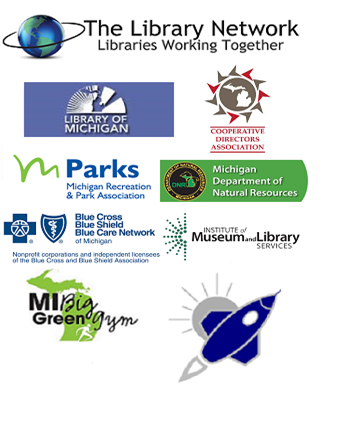 The Library Network
Libraries Working Together
LIBRARY OF
MICHIGAN
COOPERATIVE
DIRECTORS
ASSOCIATION
mParks
Michigan Recreation
& Park Association
DNR
Michigan
Department of
Natural Resources
Blue Cross
Blue Shield
Blue Care Network
of Michigan
Nonprofit corporations and independent licensees
of the Blue Cross and Blue Shield Association
INSTITUTE of
Museum and Library
SERVICES
MI Big
Green gym